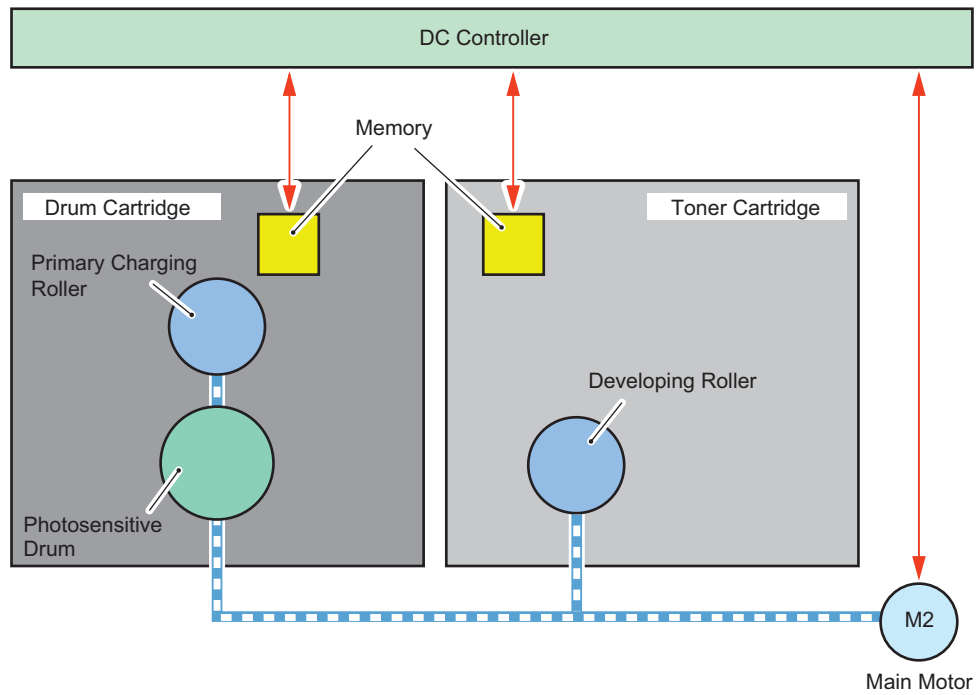 DC Controller
Memory
Drum Cartridge
Toner Cartridge
Primary Charging
Roller
Developing Roller
Photosensitive
Drum
M2
Main Motor